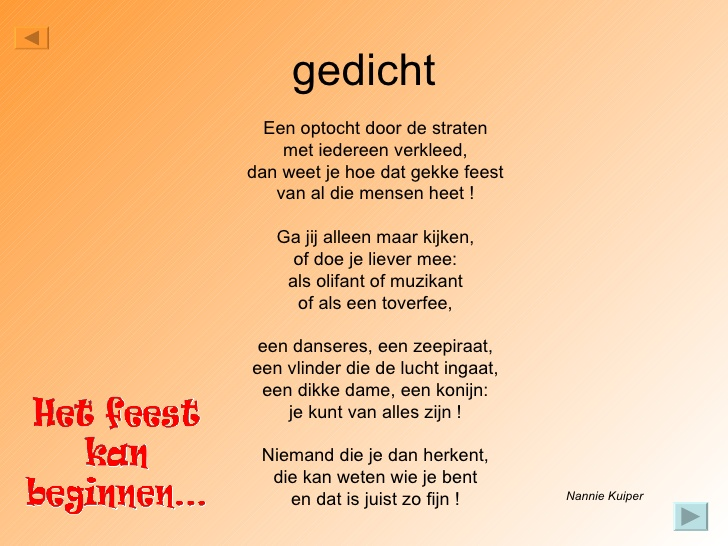 gedicht
Een optocht door de straten
met iedereen verkleed,
dan weet je hoe dat gekke feest
van al die mensen heet !
Ga jij alleen maar kijken,
of doe je liever mee:
als olifant of muzikant
of als een toverfee,
een danseres, een zeepiraat,
een vlinder die de lucht ingaat,
een dikke dame, een konijn:
je kunt van alles zijn !
Niemand die je dan herkent,
die kan weten wie je bent
en dat is juist zo fijn !
Nannie Kuiper
Het feest
kan
beginnen...